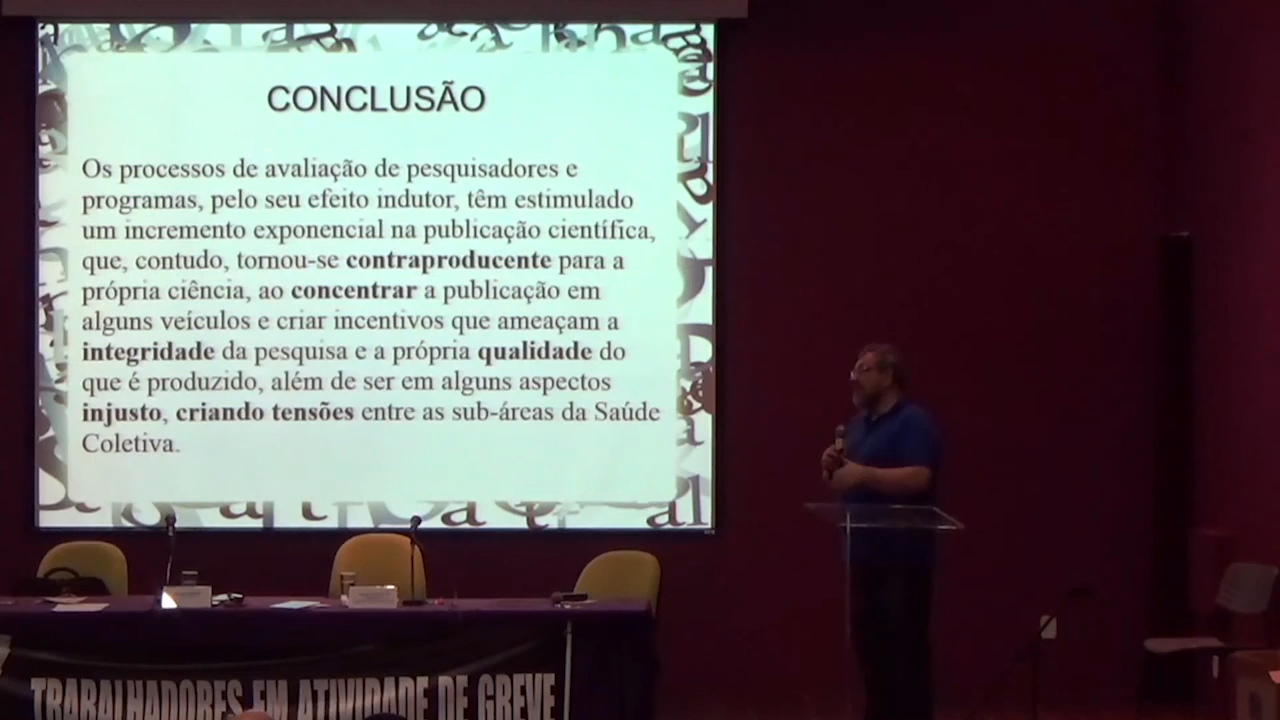 CONCLUSÃO
Os processos de avaliação de pesquisadores e
programas, pelo seu efeito indutor, têm estimulado
um incremento exponencial na publicação científica,
que, contudo, tornou-se contraproducente para a
própria ciência, ao concentrar a publicação em
alguns veículos e criar incentivos que ameaçam a
integridade da pesquisa e a própria qualidade do
que é produzido, além de ser em alguns aspectos
injusto, criando tensões entre as sub-áreas da Saúde
Coletiva.
TRABALHADORES EM ATIVIDADE DE GREVE